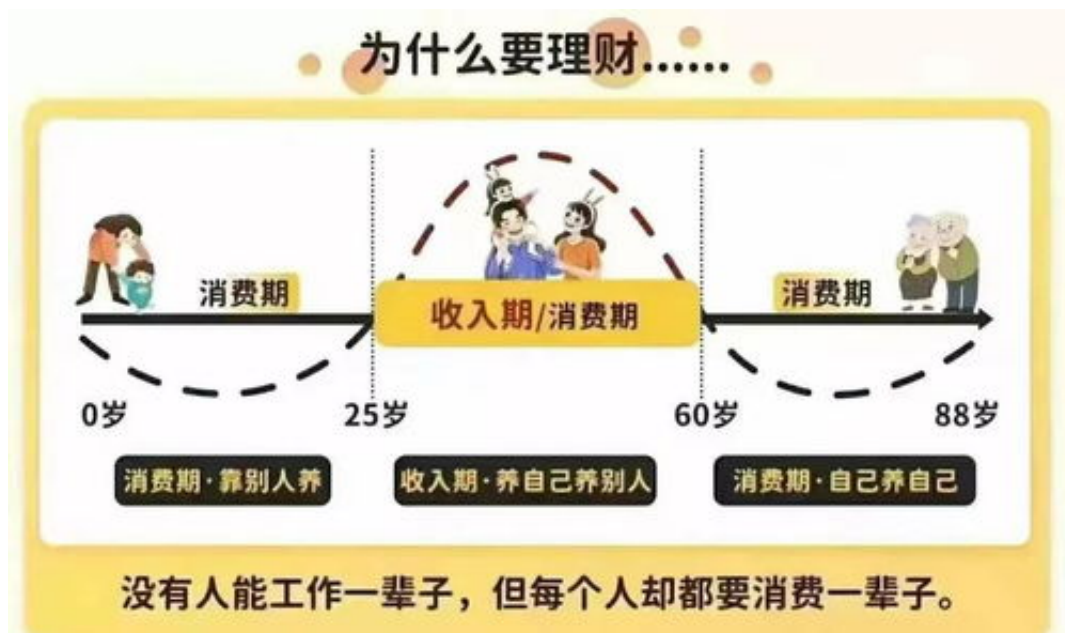 为什么要理财......
消费期
收入期/消费期
消费期
0岁
25岁
60岁
88岁
消费期·靠别人养
收入期·养自己养别人
消费期·自己养自己
没有人能工作一辈子，但每个人却都要消费一辈子。